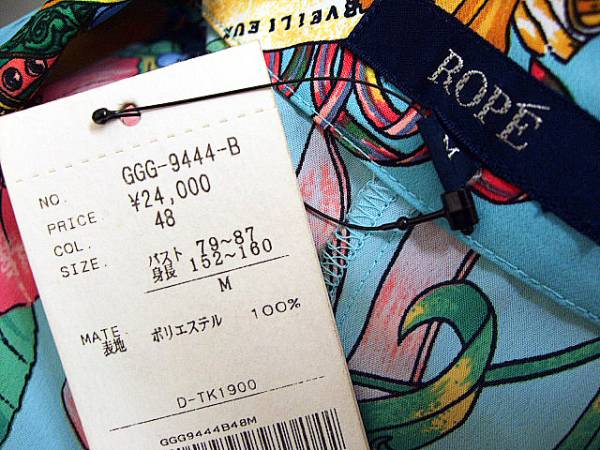 RVEILIEUX
ROPÉ
M
NO. GGG-9444-B
PRICE. ¥24,000
COL. 48
SIZE. バスト 79~87
身長 152~160
M
MATE. 表地 ポリエステル 100%
D-TK1900
GGG9444B48M